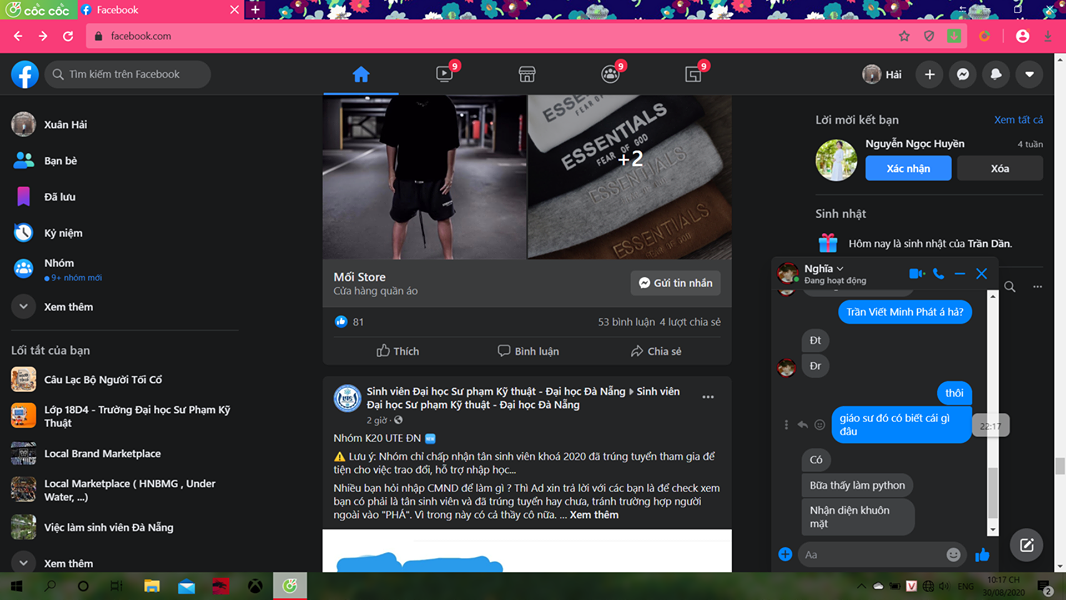 cốc cốc
Facebook
facebook.com
Tìm kiếm trên Facebook
9
9
9
Hải
Xuân Hải
Bạn bè
Đã lưu
Kỷ niệm
Nhóm
9+ nhóm mới
Xem thêm
Lối tắt của bạn
Câu Lạc Bộ Người Tối Cổ
Lớp 18D4 - Trường Đại học Sư Phạm Kỹ
Thuật
Local Brand Marketplace
Local Marketplace ( HNBMG , Under
Water, ...)
Việc làm sinh viên Đà Nẵng
Xem thêm
ESSENTIALS
ESSENTIALS
FEAR OF GOD
+2
ESSENTIALS
ESSENTIALS
Mối Store
Cửa hàng quần áo
Gửi tin nhắn
81
53 bình luận 4 lượt chia sẻ
Thích
Bình luận
Chia sẻ
Sinh viên Đại học Sư phạm Kỹ thuật - Đại học Đà Nẵng ▸ Sinh viên
Đại học Sư phạm Kỹ thuật - Đại học Đà Nẵng
2 giờ ·
Nhóm K20 UTE ĐN 🆕
⚠️ Lưu ý: Nhóm chỉ chấp nhận tân sinh viên khoá 2020 đã trúng tuyển tham gia để
tiện cho việc trao đổi, hỗ trợ nhập học...
Nhiều bạn hỏi nhập CMND để làm gì ? Thì Ad xin trả lời với các bạn là để check xem
bạn có phải là tân sinh viên và đã trúng tuyển hay chưa, tránh trường hợp người
ngoài vào "PHÁ". Vì trong này có cả thầy cô nữa. ... Xem thêm
Lời mời kết bạn
Xem tất cả
Nguyễn Ngọc Huyền
4 tuần
Xác nhận
Xóa
Sinh nhật
Hôm nay là sinh nhật của Trần Dần.
Nghĩa
Đang hoạt động
Trần Viết Minh Phát á hả?
Đt
Đr
thôi
giáo sư đó có biết cái gì
đâu
22:17
Có
Bữa thấy làm python
Nhận diện khuôn
mặt
Aa
ENG
10:17 CH
30/08/2020
2